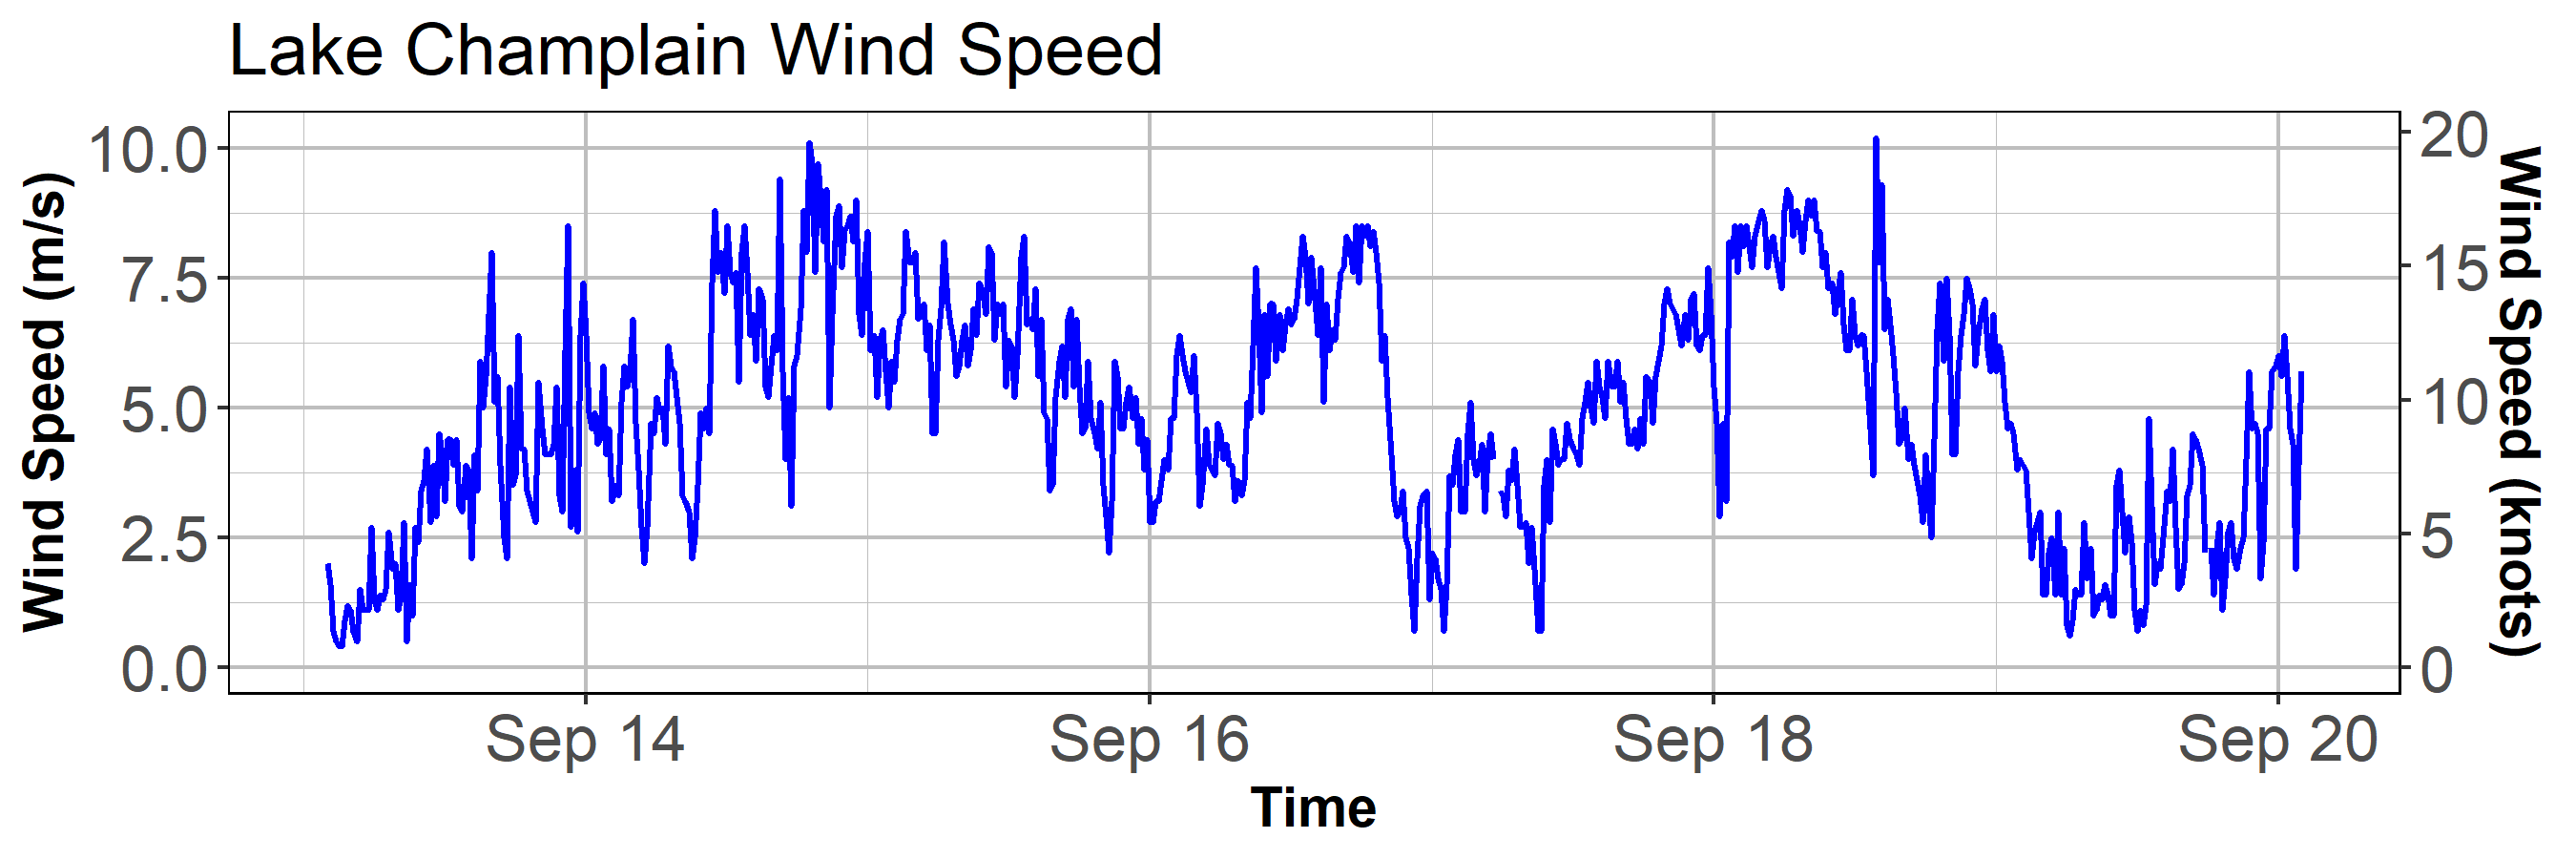 Lake Champlain Wind Speed
Wind Speed (m/s)
10.0
7.5
5.0
2.5
0.0
20
15
10
5
0
Wind Speed (knots)
Sep 14
Sep 16
Sep 18
Sep 20
Time